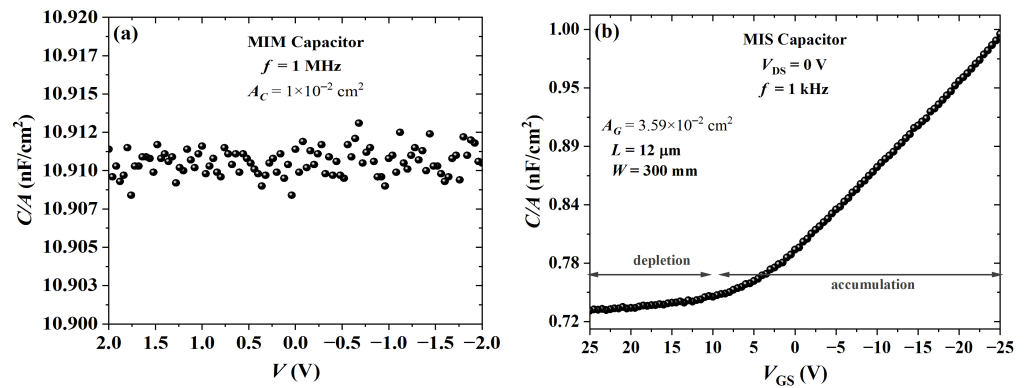 (a)
MIM Capacitor
f = 1 MHz
A_C = 1×10⁻² cm²
C/A (nF/cm²)
10.920
10.917
10.915
10.912
10.910
10.907
10.905
10.903
10.900
2.0 1.5 1.0 0.5 0.0 −0.5 −1.0 −1.5 −2.0
V (V)
(b)
MIS Capacitor
V_DS = 0 V
f = 1 kHz
A_G = 3.59×10⁻² cm²
L = 12 μm
W = 300 mm
depletion
accumulation
C/A (nF/cm²)
1.00
0.95
0.89
0.84
0.78
0.72
25 20 15 10 5 0 −5 −10 −15 −20 −25
V_GS (V)